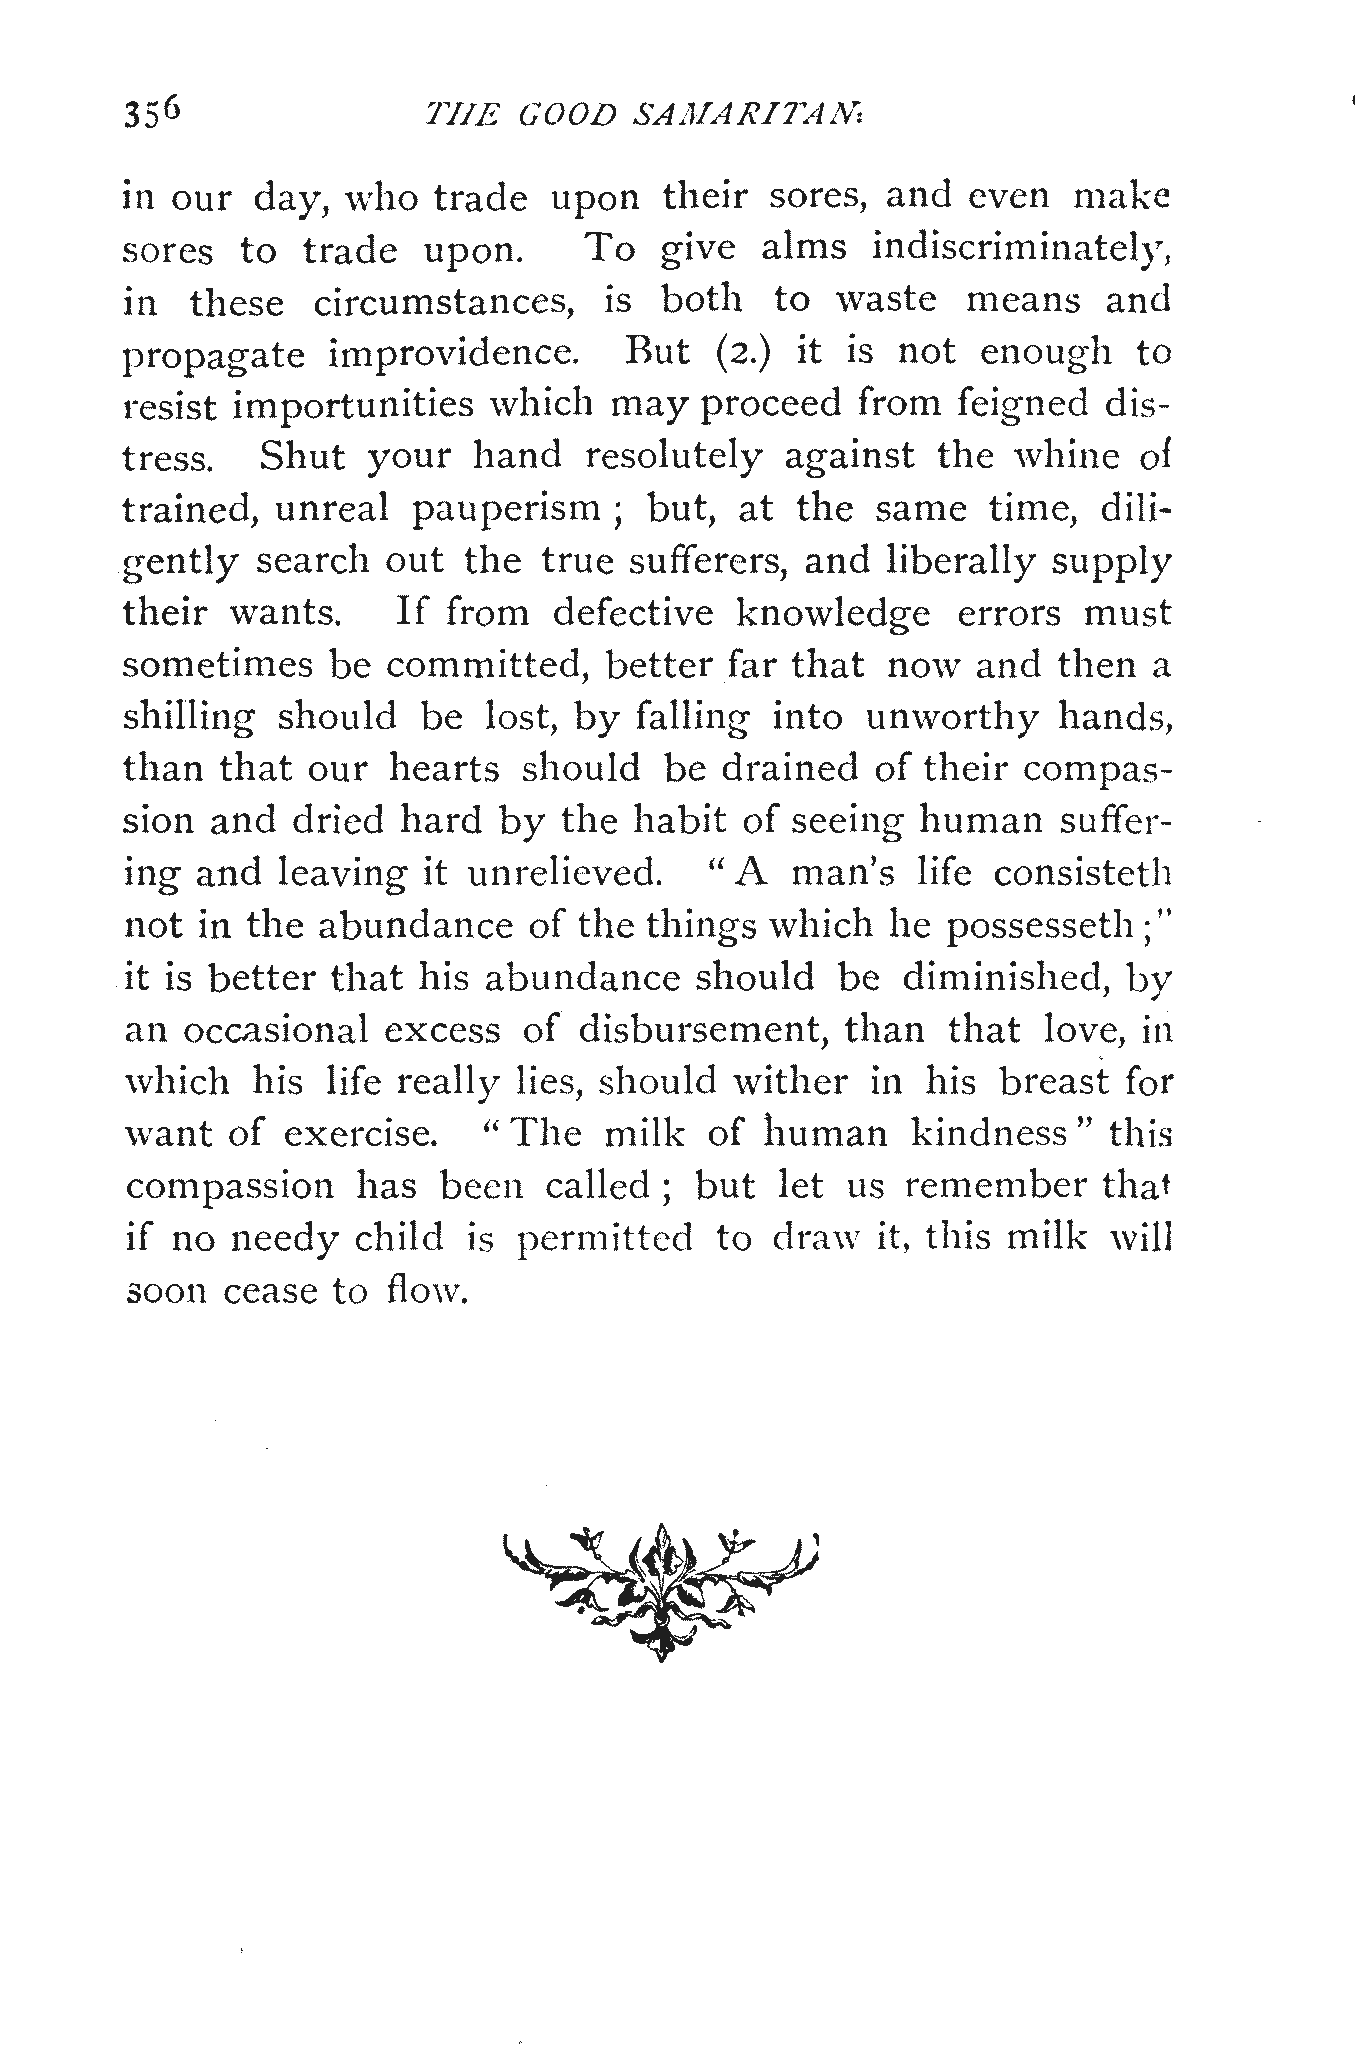 356 THE GOOD SAMARITAN.
in our day, who trade upon their sores, and even make
sores to trade upon. To give alms indiscriminately,
in these circumstances, is both to waste means and
propagate improvidence. But (2.) it is not enough to
resist importunities which may proceed from feigned dis-
tress. Shut your hand resolutely against the whine of
trained, unreal pauperism ; but, at the same time, dili-
gently search out the true sufferers, and liberally supply
their wants. If from defective knowledge errors must
sometimes be committed, better far that now and then a
shilling should be lost, by falling into unworthy hands,
than that our hearts should be drained of their compas-
sion and dried hard by the habit of seeing human suffer-
ing and leaving it unrelieved. “ A man’s life consisteth
not in the abundance of the things which he possesseth ;”
it is better that his abundance should be diminished, by
an occasional excess of disbursement, than that love, in
which his life really lies, should wither in his breast for
want of exercise. “ The milk of human kindness ” this
compassion has been called ; but let us remember that
if no needy child is permitted to draw it, this milk will
soon cease to flow.